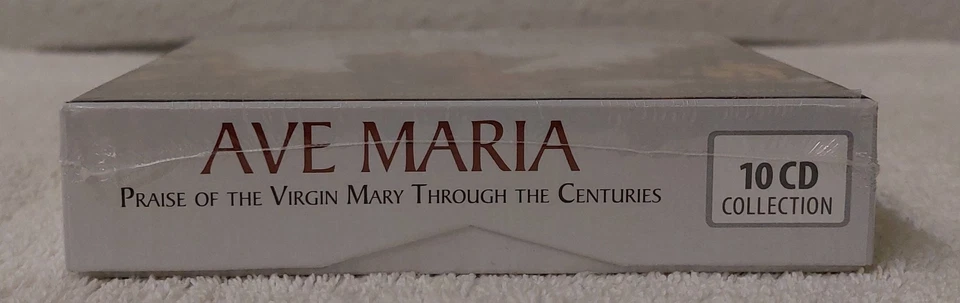 AVE MARIA
PRAISE OF THE VIRGIN MARY THROUGH THE CENTURIES
10 CD
COLLECTION